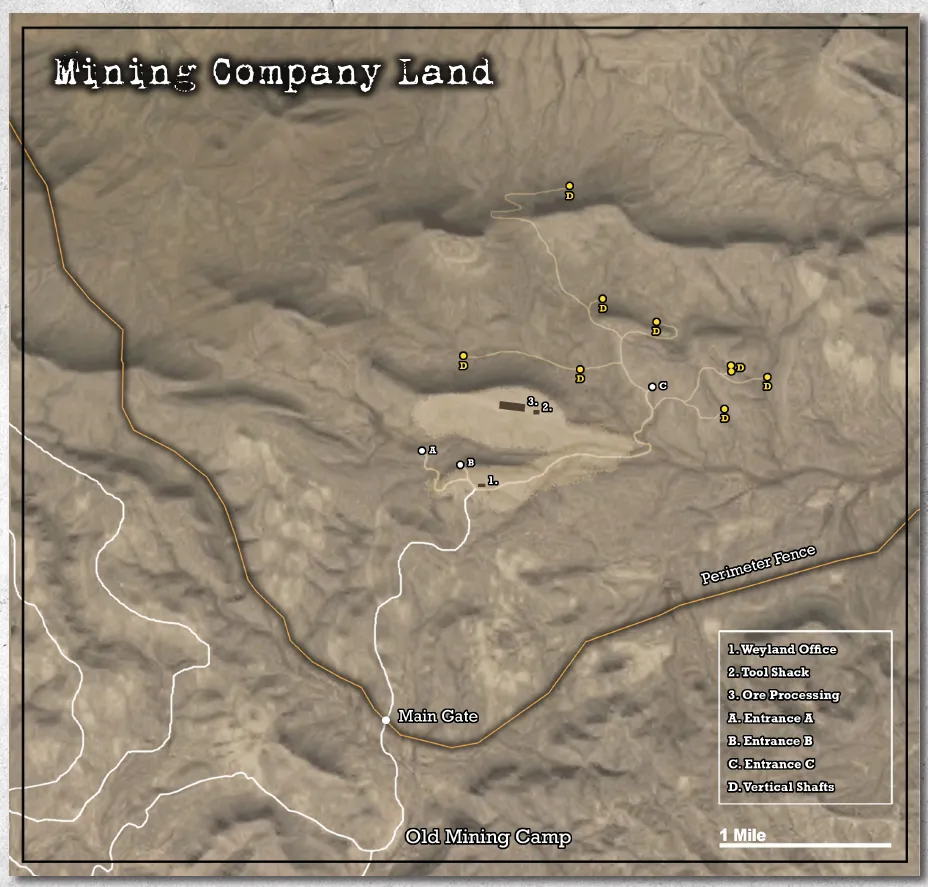 Mining Company Land
D
D
D
D
D
D
D
D
C
3.
2.
A
B
1.
Perimeter Fence
1. Weyland Office
2. Tool Shack
3. Ore Processing
A. Entrance A
B. Entrance B
C. Entrance C
D. Vertical Shafts
Main Gate
Old Mining Camp
1 Mile